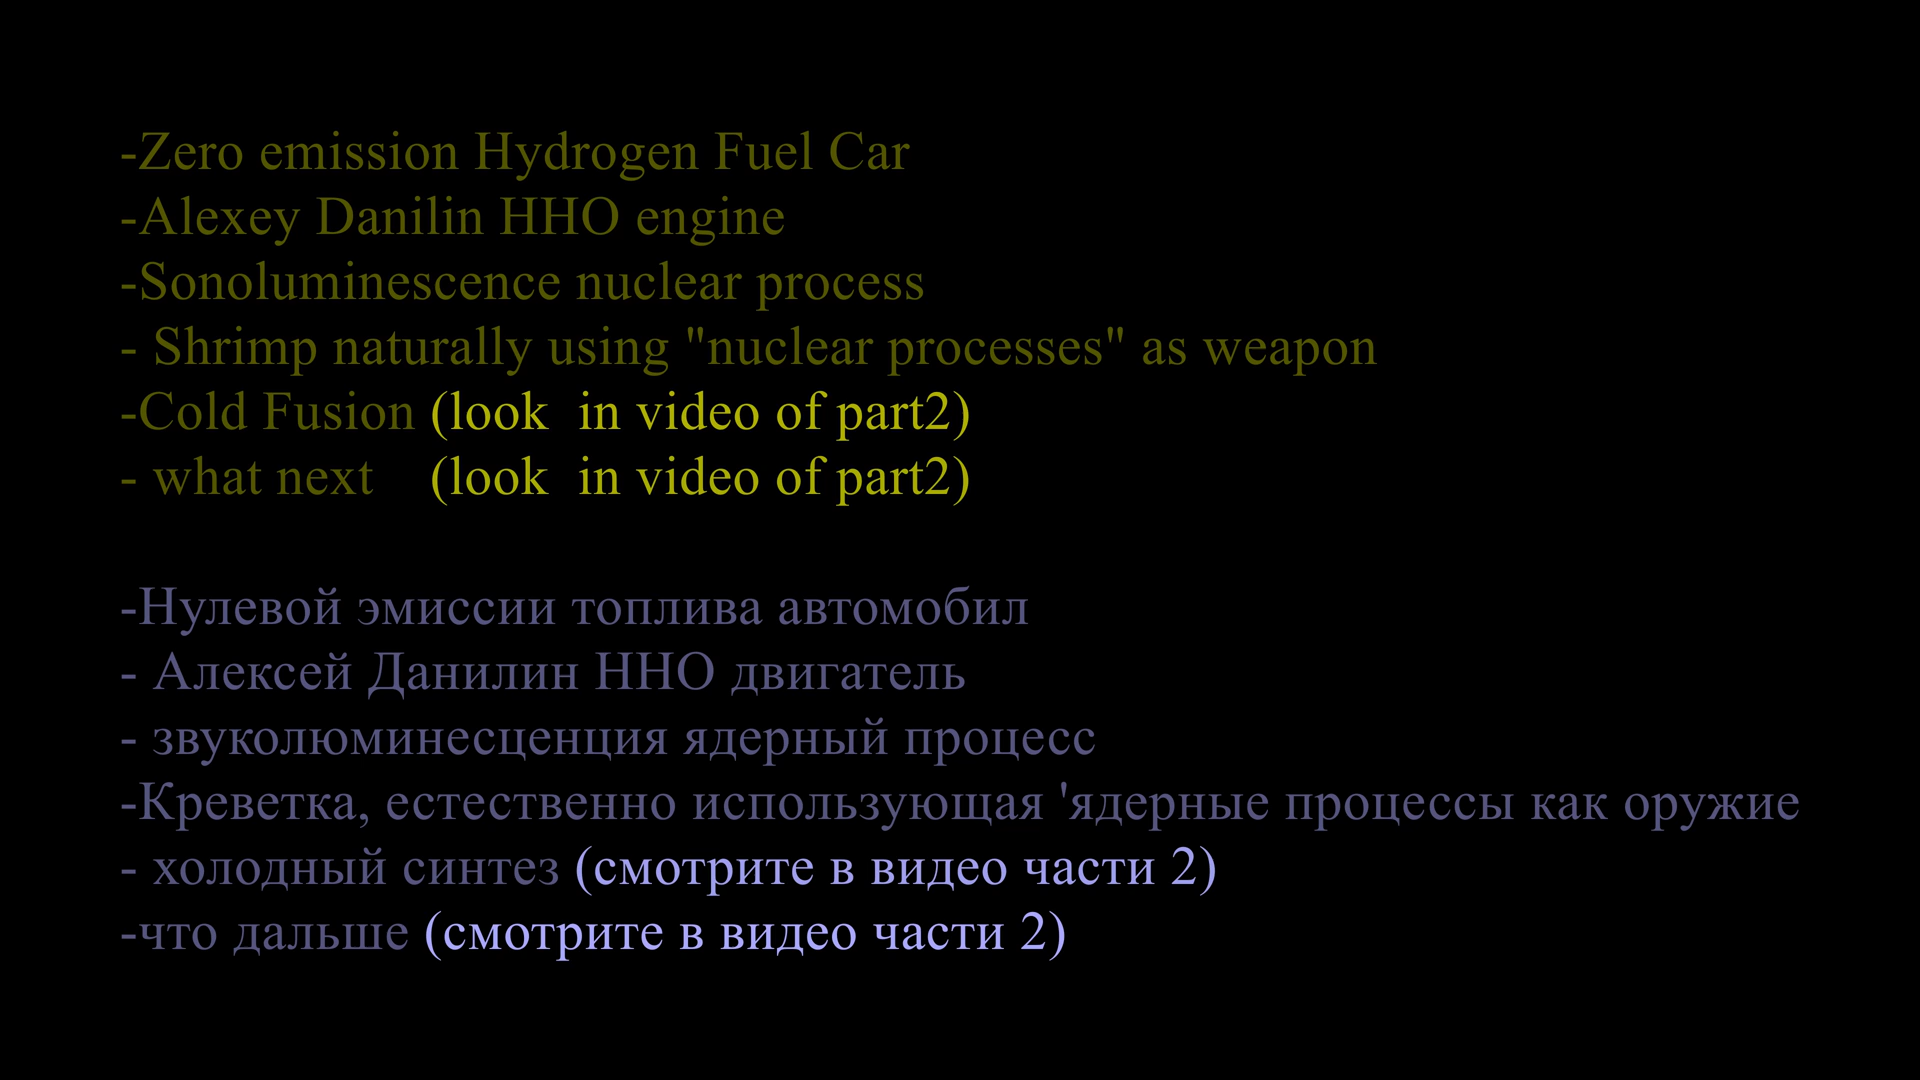 -Zero emission Hydrogen Fuel Car
-Alexey Danilin HHO engine
-Sonoluminescence nuclear process
- Shrimp naturally using "nuclear processes" as weapon
-Cold Fusion (look  in video of part2)
- what next    (look  in video of part2)
-Нулевой эмиссии топлива автомобил
- Алексей Данилин ННО двигатель
- звуколюминесценция ядерный процесс
-Креветка, естественно использующая 'ядерные процессы как оружие
- холодный синтез (смотрите в видео части 2)
-что дальше (смотрите в видео части 2)